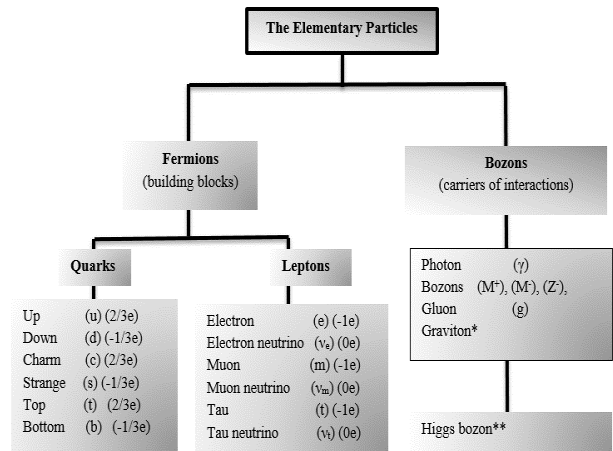 The Elementary Particles
Fermions
(building blocks)
Bozons
(carriers of interactions)
Quarks
Up (u) (2/3e)
Down (d) (-1/3e)
Charm (c) (2/3e)
Strange (s) (-1/3e)
Top (t) (2/3e)
Bottom (b) (-1/3e)
Leptons
Electron (e) (-1e)
Electron neutrino (νe) (0e)
Muon (m) (-1e)
Muon neutrino (νm) (0e)
Tau (t) (-1e)
Tau neutrino (νt) (0e)
Photon (γ)
Bozons (M⁺), (M⁻), (Z⁻),
Gluon (g)
Graviton*
Higgs bozon**